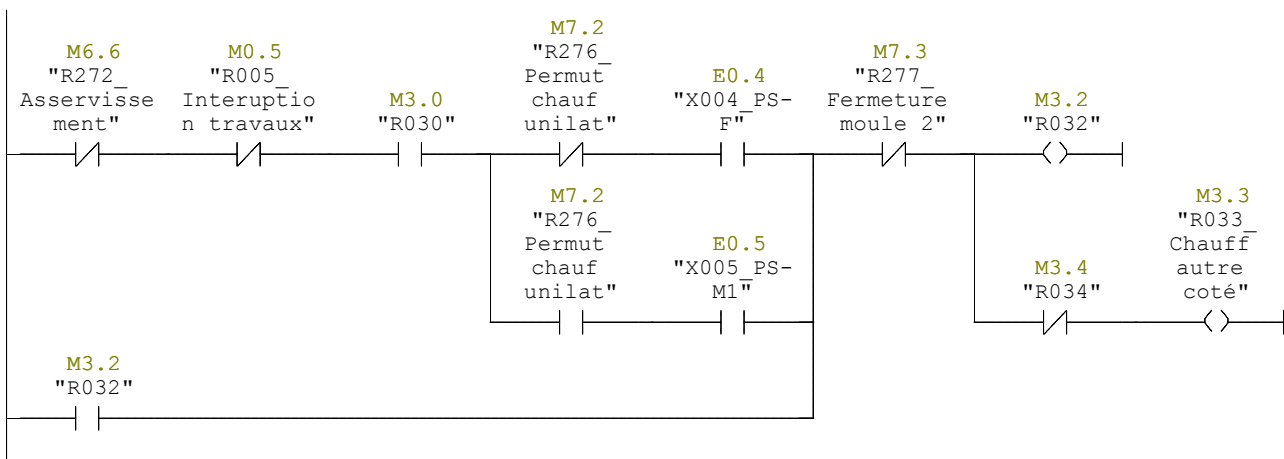 M6.6
"R272_
Asservisse
ment"
M0.5
"R005_
Interuptio
n travaux"
M3.0
"R030"
M7.2
"R276_
Permut
chauf
unilat"
E0.4
"X004_PS-
F"
M7.3
"R277_
Fermeture
moule 2"
M3.2
"R032"
M7.2
"R276_
Permut
chauf
unilat"
E0.5
"X005_PS-
M1"
M3.4
"R034"
M3.3
"R033_
Chauff
autre
coté"
M3.2
"R032"